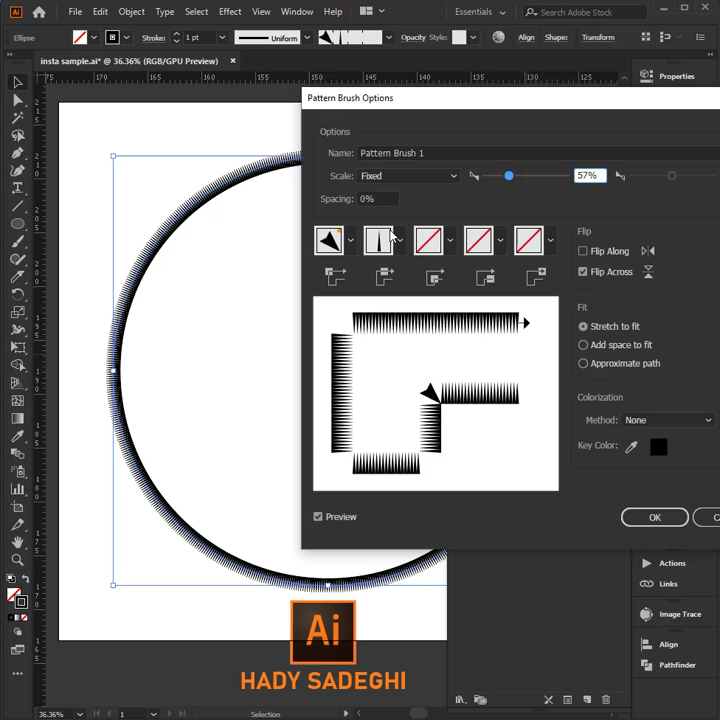 Ai
File Edit Object Type Select Effect View Window Help
Essentials
Search Adobe Stock
Ellipse
Stroke:
1 pt
Uniform
Opacity
Style:
Align
Shape:
Transform
insta sample.ai* @ 36.36% (RGB/GPU Preview)
Properties
Pattern Brush Options
Options
Name: Pattern Brush 1
Scale: Fixed
57%
Spacing: 0%
Flip
Flip Along
Flip Across
Fit
Stretch to fit
Add space to fit
Approximate path
Colorization
Method: None
Key Color:
Preview
OK
Actions
Links
Image Trace
Align
Pathfinder
Ai
HADY SADEGHI
36.36%
1
Selection